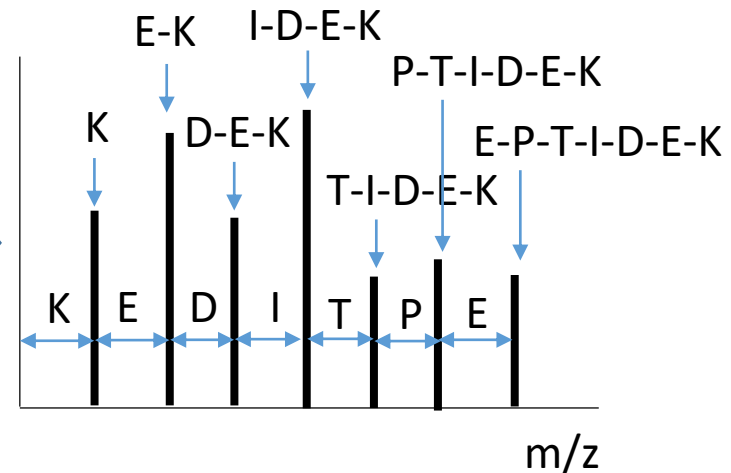 E-K
I-D-E-K
P-T-I-D-E-K
K
D-E-K
E-P-T-I-D-E-K
T-I-D-E-K
K E D I T P E
m/z